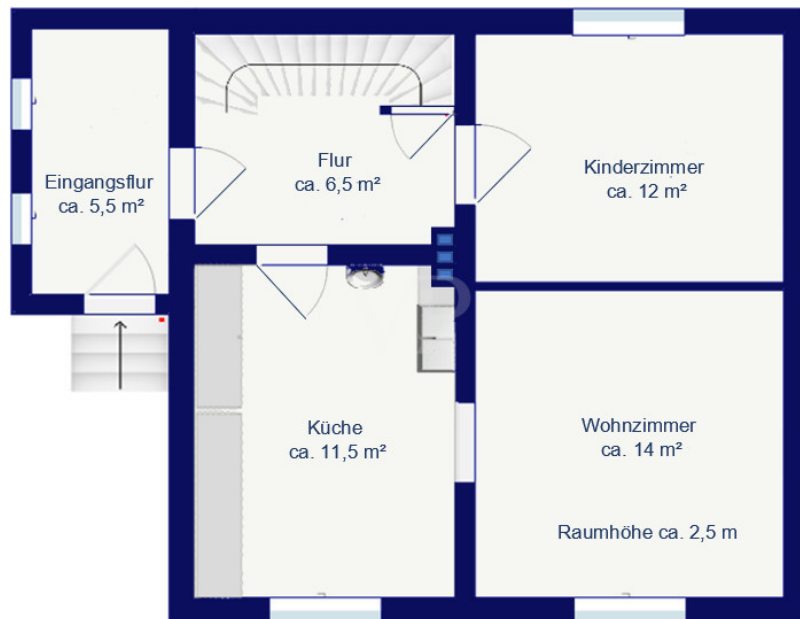 Eingangsflur
ca. 5,5 m²
Flur
ca. 6,5 m²
Kinderzimmer
ca. 12 m²
Küche
ca. 11,5 m²
Wohnzimmer
ca. 14 m²
Raumhöhe ca. 2,5 m